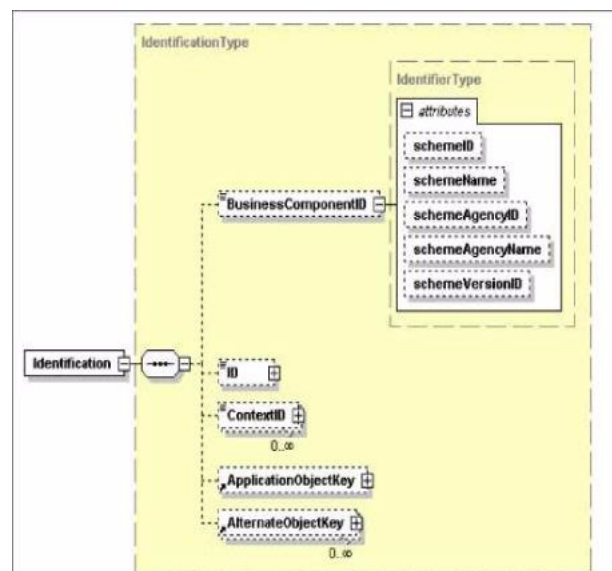 IdentificationType
IdentifierType
attributes
schemeID
schemeName
BusinessComponentID
schemeAgencyID
schemeAgencyName
schemeVersionID
Identification
ID
ContextID
0..∞
ApplicationObjectKey
AlternateObjectKey
0..∞